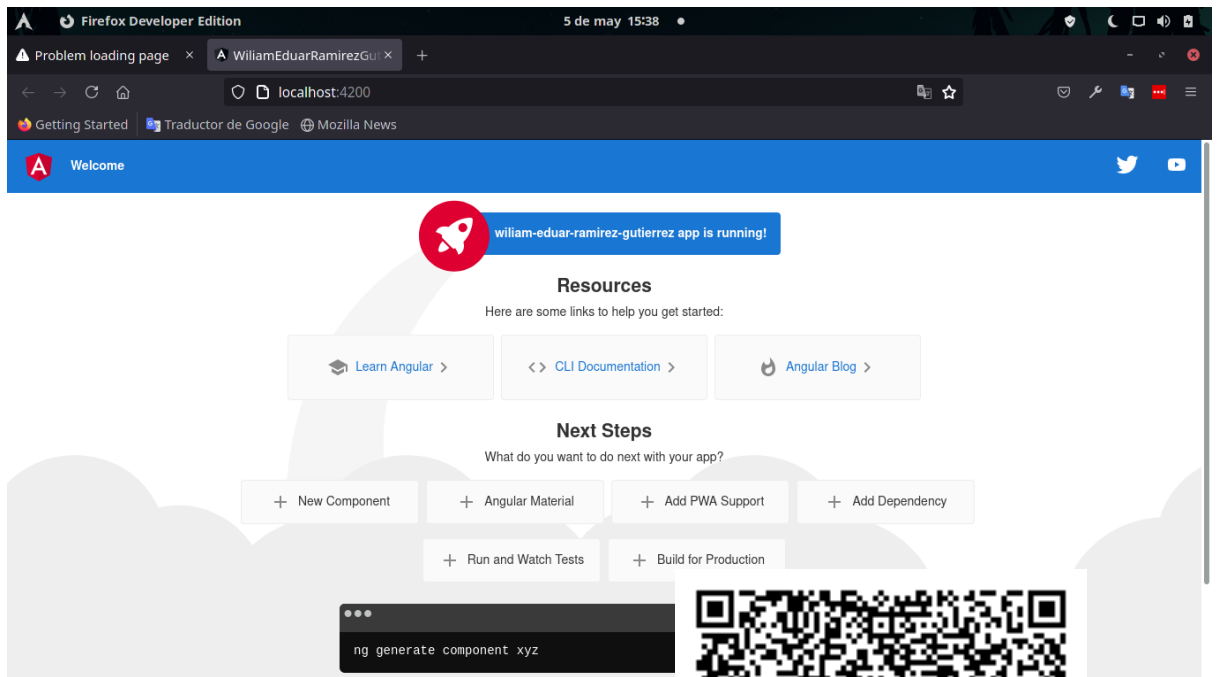 Firefox Developer Edition
5 de may 15:38
Problem loading page
WiliamEduarRamirezGut
localhost:4200
Getting Started
Traductor de Google
Mozilla News
Welcome
wiliam-eduar-ramirez-gutierrez app is running!
Resources
Here are some links to help you get started:
Learn Angular
CLI Documentation
Angular Blog
Next Steps
What do you want to do next with your app?
New Component
Angular Material
Add PWA Support
Add Dependency
Run and Watch Tests
Build for Production
ng generate component xyz